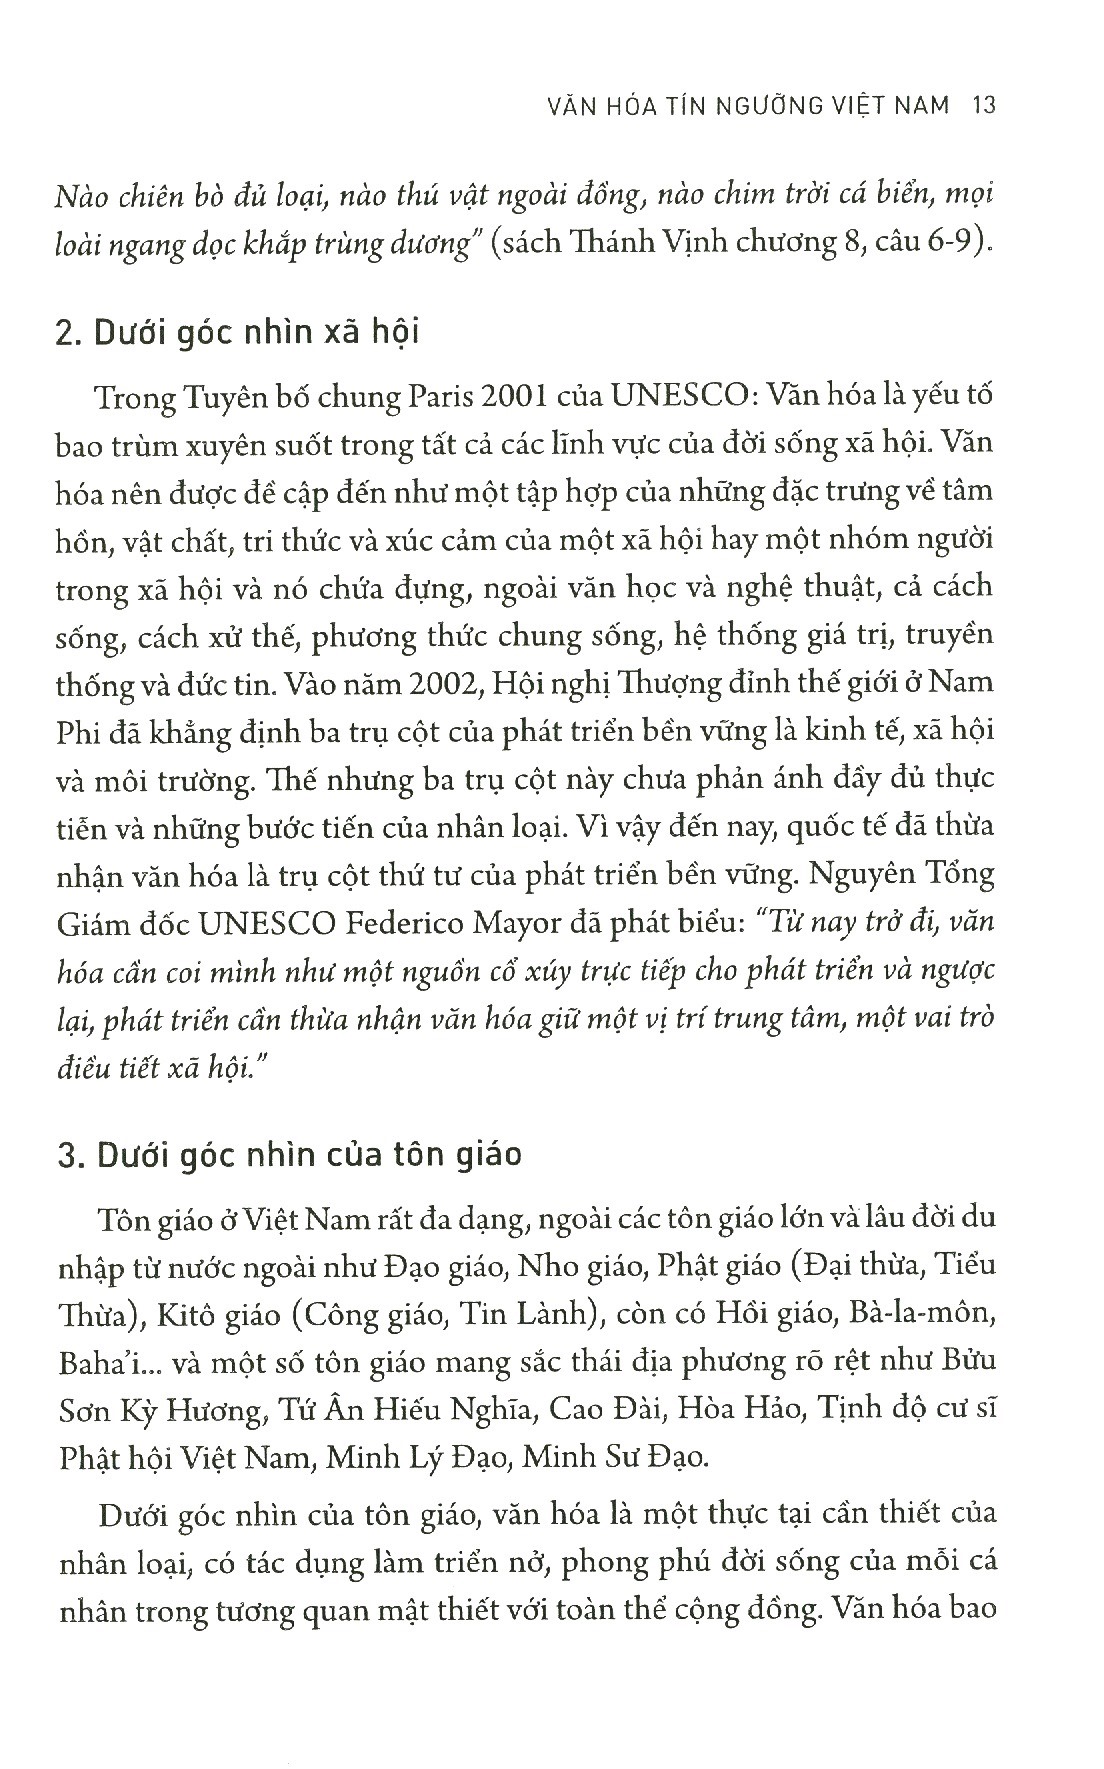 VĂN HÓA TÍN NGƯỠNG VIỆT NAM 13
Nào chiên bò đủ loại, nào thú vật ngoài đồng, nào chim trời cá biển, mọi
loài ngang dọc khắp trùng dương” (sách Thánh Vịnh chương 8, câu 6-9).
2. Dưới góc nhìn xã hội
Trong Tuyên bố chung Paris 2001 của UNESCO: Văn hóa là yếu tố
bao trùm xuyên suốt trong tất cả các lĩnh vực của đời sống xã hội. Văn
hóa nên được đề cập đến như một tập hợp của những đặc trưng về tâm
hồn, vật chất, tri thức và xúc cảm của một xã hội hay một nhóm người
trong xã hội và nó chứa đựng, ngoài văn học và nghệ thuật, cả cách
sống, cách xử thế, phương thức chung sống, hệ thống giá trị, truyền
thống và đức tin. Vào năm 2002, Hội nghị Thượng đỉnh thế giới ở Nam
Phi đã khẳng định ba trụ cột của phát triển bền vững là kinh tế, xã hội
và môi trường. Thế nhưng ba trụ cột này chưa phản ánh đầy đủ thực
tiễn và những bước tiến của nhân loại. Vì vậy đến nay, quốc tế đã thừa
nhận văn hóa là trụ cột thứ tư của phát triển bền vững. Nguyên Tổng
Giám đốc UNESCO Federico Mayor đã phát biểu: “Từ nay trở đi, văn
hóa cần coi mình như một nguồn cổ xúy trực tiếp cho phát triển và ngược
lại, phát triển cần thừa nhận văn hóa giữ một vị trí trung tâm, một vai trò
điều tiết xã hội.”
3. Dưới góc nhìn của tôn giáo
Tôn giáo ở Việt Nam rất đa dạng, ngoài các tôn giáo lớn và lâu đời du
nhập từ nước ngoài như Đạo giáo, Nho giáo, Phật giáo (Đại thừa, Tiểu
Thừa), Kitô giáo (Công giáo, Tin Lành), còn có Hồi giáo, Bà-la-môn,
Baha’i... và một số tôn giáo mang sắc thái địa phương rõ rệt như Bửu
Sơn Kỳ Hương, Tứ Ân Hiếu Nghĩa, Cao Đài, Hòa Hảo, Tịnh độ cư sĩ
Phật hội Việt Nam, Minh Lý Đạo, Minh Sư Đạo.
Dưới góc nhìn của tôn giáo, văn hóa là một thực tại cần thiết của
nhân loại, có tác dụng làm triển nở, phong phú đời sống của mỗi cá
nhân trong tương quan mật thiết với toàn thể cộng đồng. Văn hóa bao